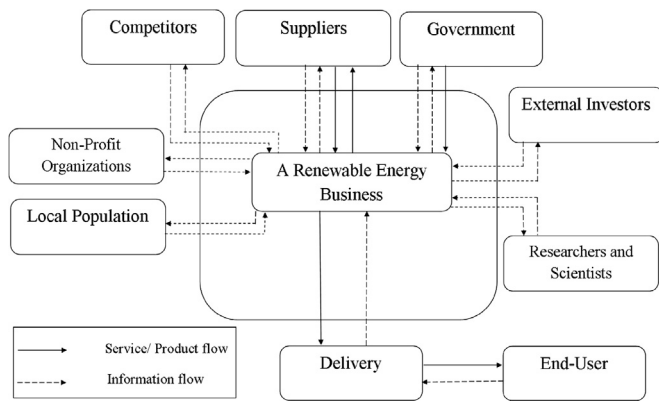 Competitors
Suppliers
Government
External Investors
Non-Profit
Organizations
A Renewable Energy
Business
Local Population
Researchers and
Scientists
Service/ Product flow
Information flow
Delivery
End-User